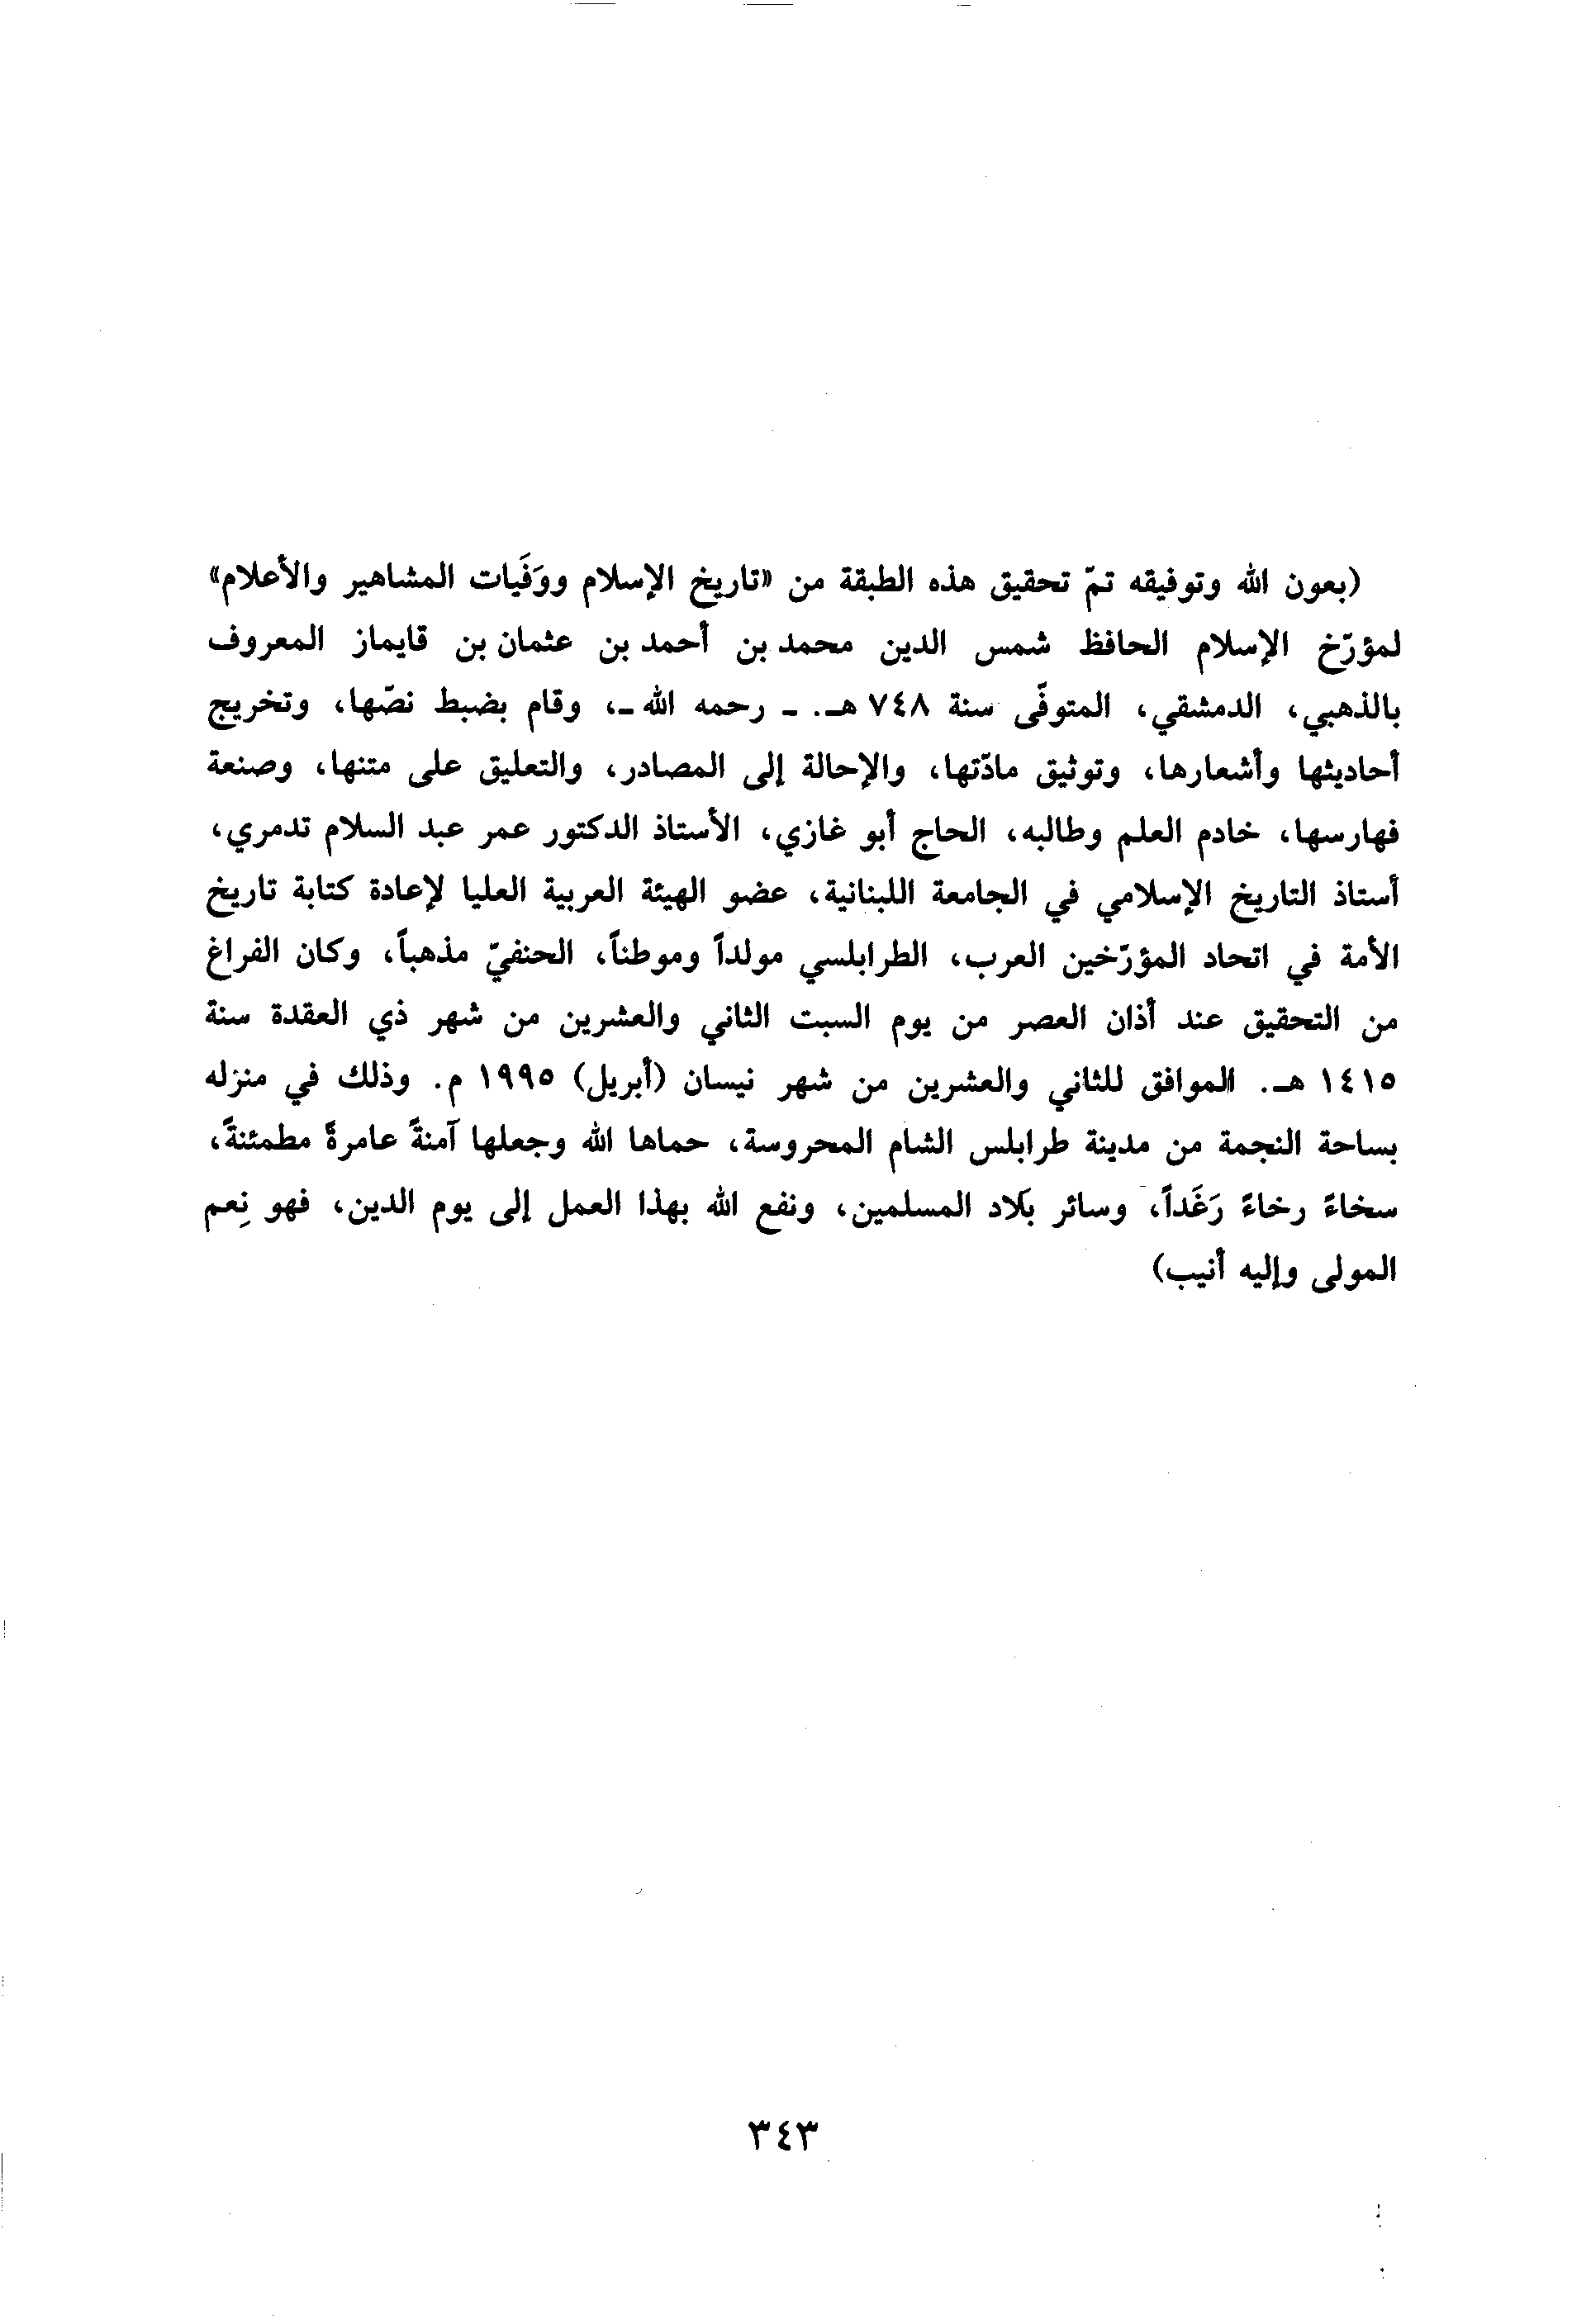 (بعون الله وتوفيقه تمّ تحقيق هذه الطبقة من «تاريخ الإسلام ووَفَيات المشاهير والأعلام»
لمؤرّخ الإسلام الحافظ شمس الدين محمد بن أحمد بن عثمان بن قايماز المعروف
بالذهبي، الدمشقي، المتوفّى سنة ٧٤٨ هـ. ـ رحمه الله ـ، وقام بضبط نصّها، وتخريج
أحاديثها وأشعارها، وتوثيق مادّتها، والإحالة إلى المصادر، والتعليق على متنها، وصنعة
فهارسها، خادم العلم وطالبه، الحاج أبو غازي، الأستاذ الدكتور عمر عبد السلام تدمري،
أستاذ التاريخ الإسلامي في الجامعة اللبنانية، عضو الهيئة العربية العليا لإعادة كتابة تاريخ
الأمة في اتحاد المؤرّخين العرب، الطرابلسي مولداً وموطناً، الحنفيّ مذهباً، وكان الفراغ
من التحقيق عند أذان العصر من يوم السبت الثاني والعشرين من شهر ذي العقدة سنة
١٤١٥ هـ. الموافق للثاني والعشرين من شهر نيسان (أبريل) ١٩٩٥ م. وذلك في منزله
بساحة النجمة من مدينة طرابلس الشام المحروسة، حماها الله وجعلها آمنةً عامرةً مطمئنةً،
سخاءً رخاءً رَغَداً، وسائر بلاد المسلمين، ونفع الله بهذا العمل إلى يوم الدين، فهو نِعم
المولى وإليه أنيب)
٣٤٣